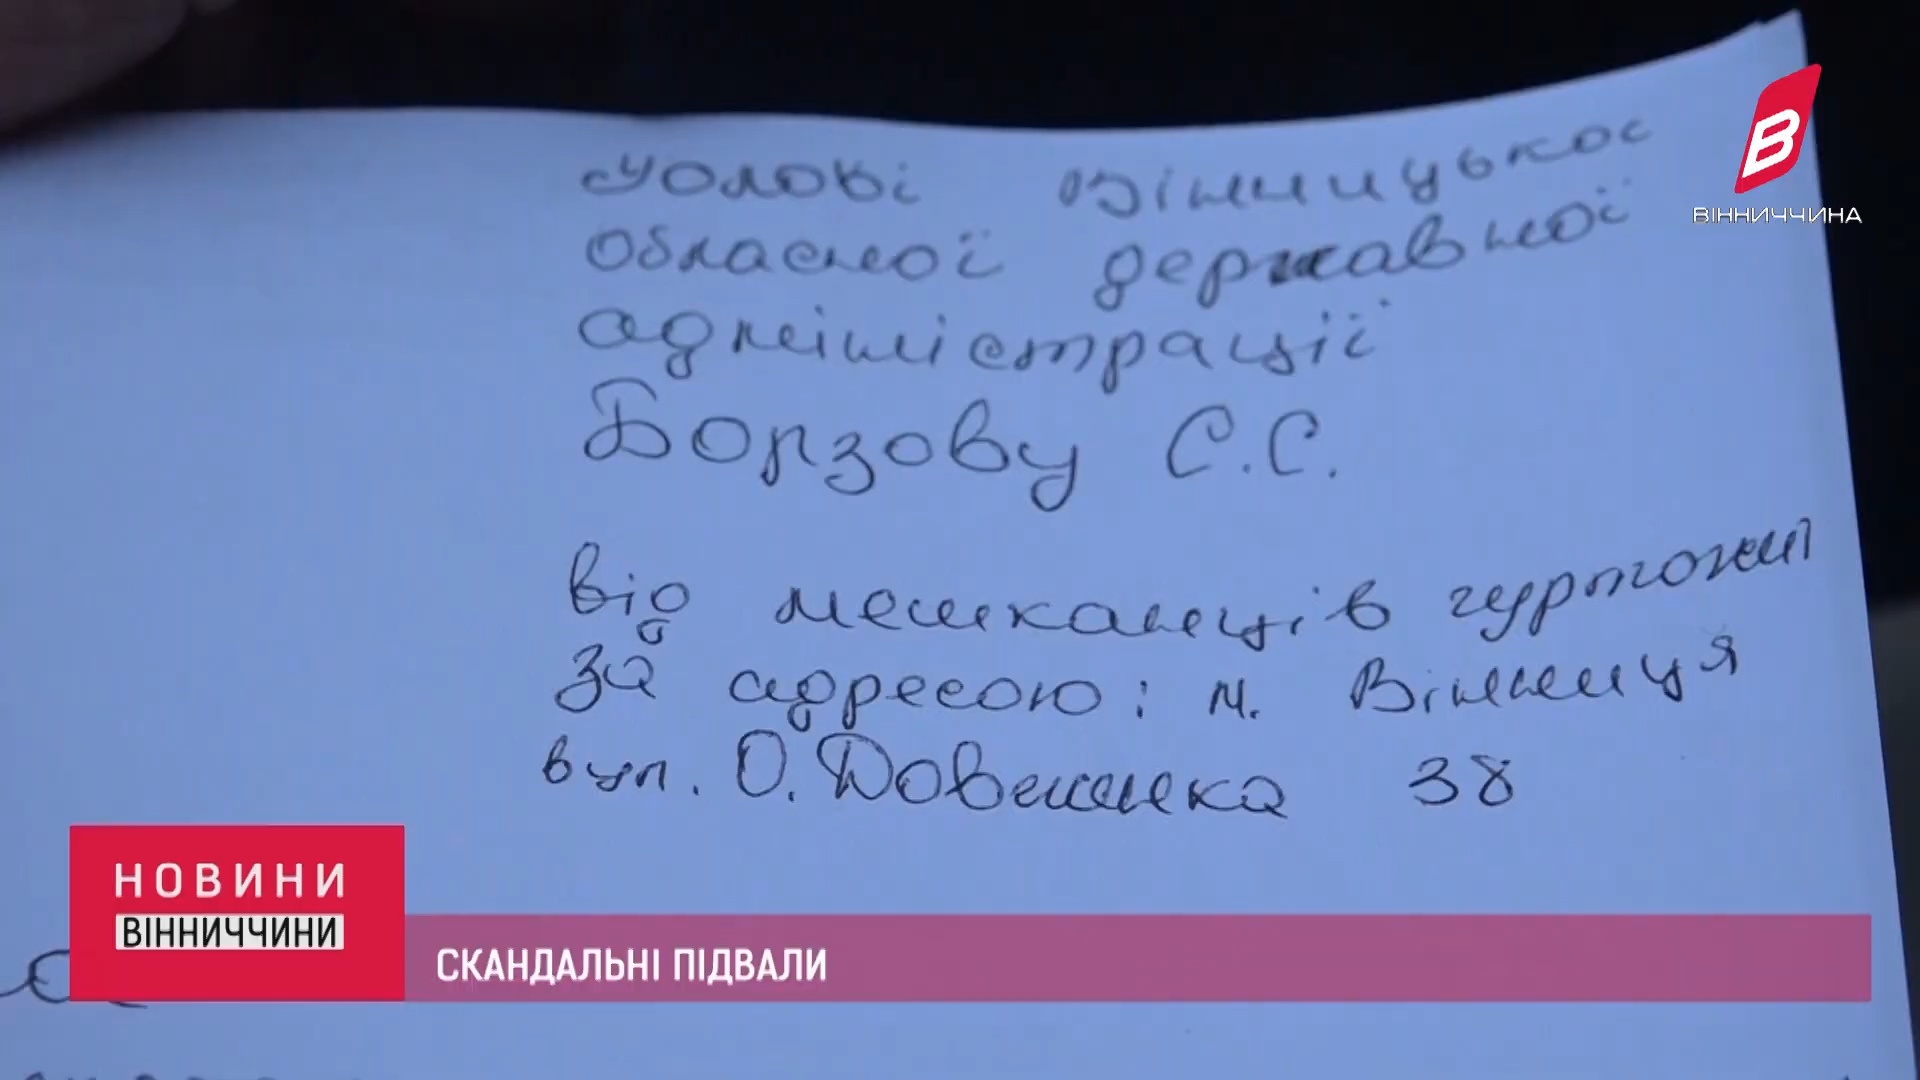 Голові Вінницької
Обласної державної
адміністрації
Борзову С.С.
від мешканців гуртожи
за адресою: м. Вінниця
вул. О. Довженка 38
В
ВІННИЧЧИНА
НОВИНИ
ВІННИЧЧИНИ
СКАНДАЛЬНІ ПІДВАЛИ